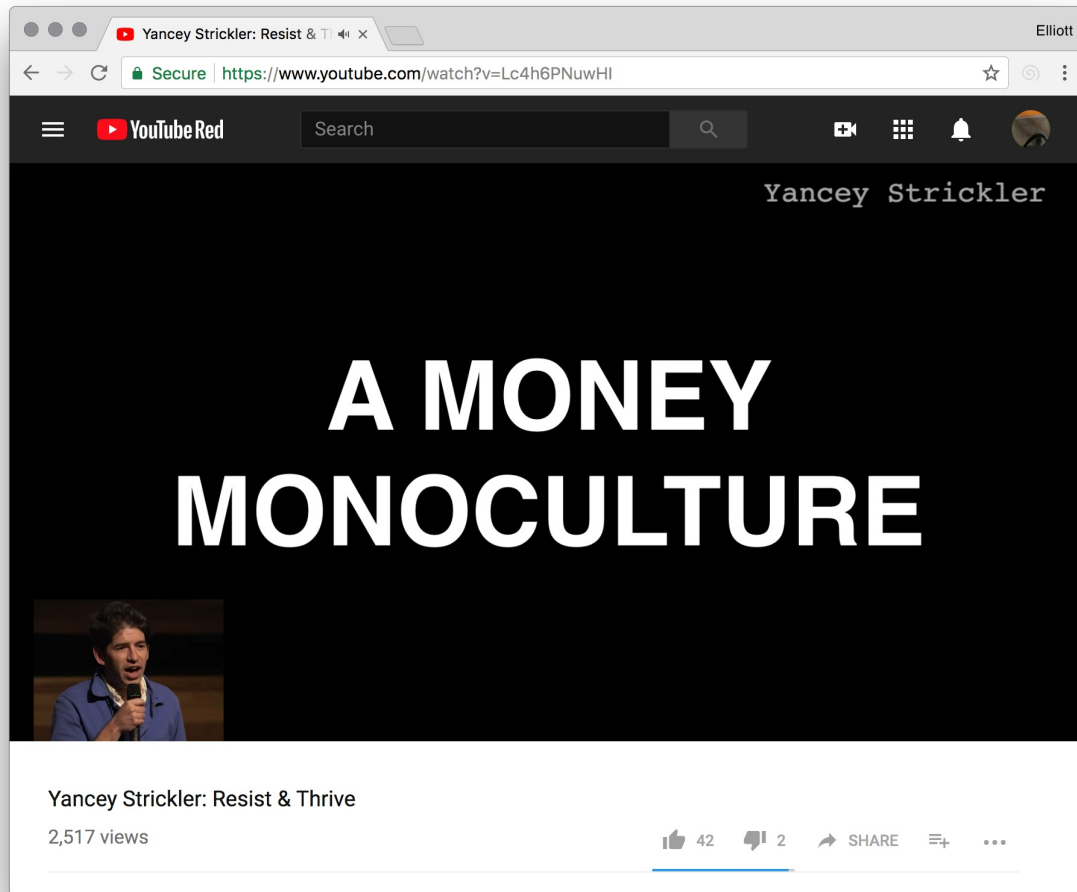 Yancey Strickler: Resist & Th
Elliott
Secure https://www.youtube.com/watch?v=Lc4h6PNuwHI
YouTube Red
Search
Yancey Strickler
A MONEY
MONOCULTURE
Yancey Strickler: Resist & Thrive
2,517 views
42 2 SHARE